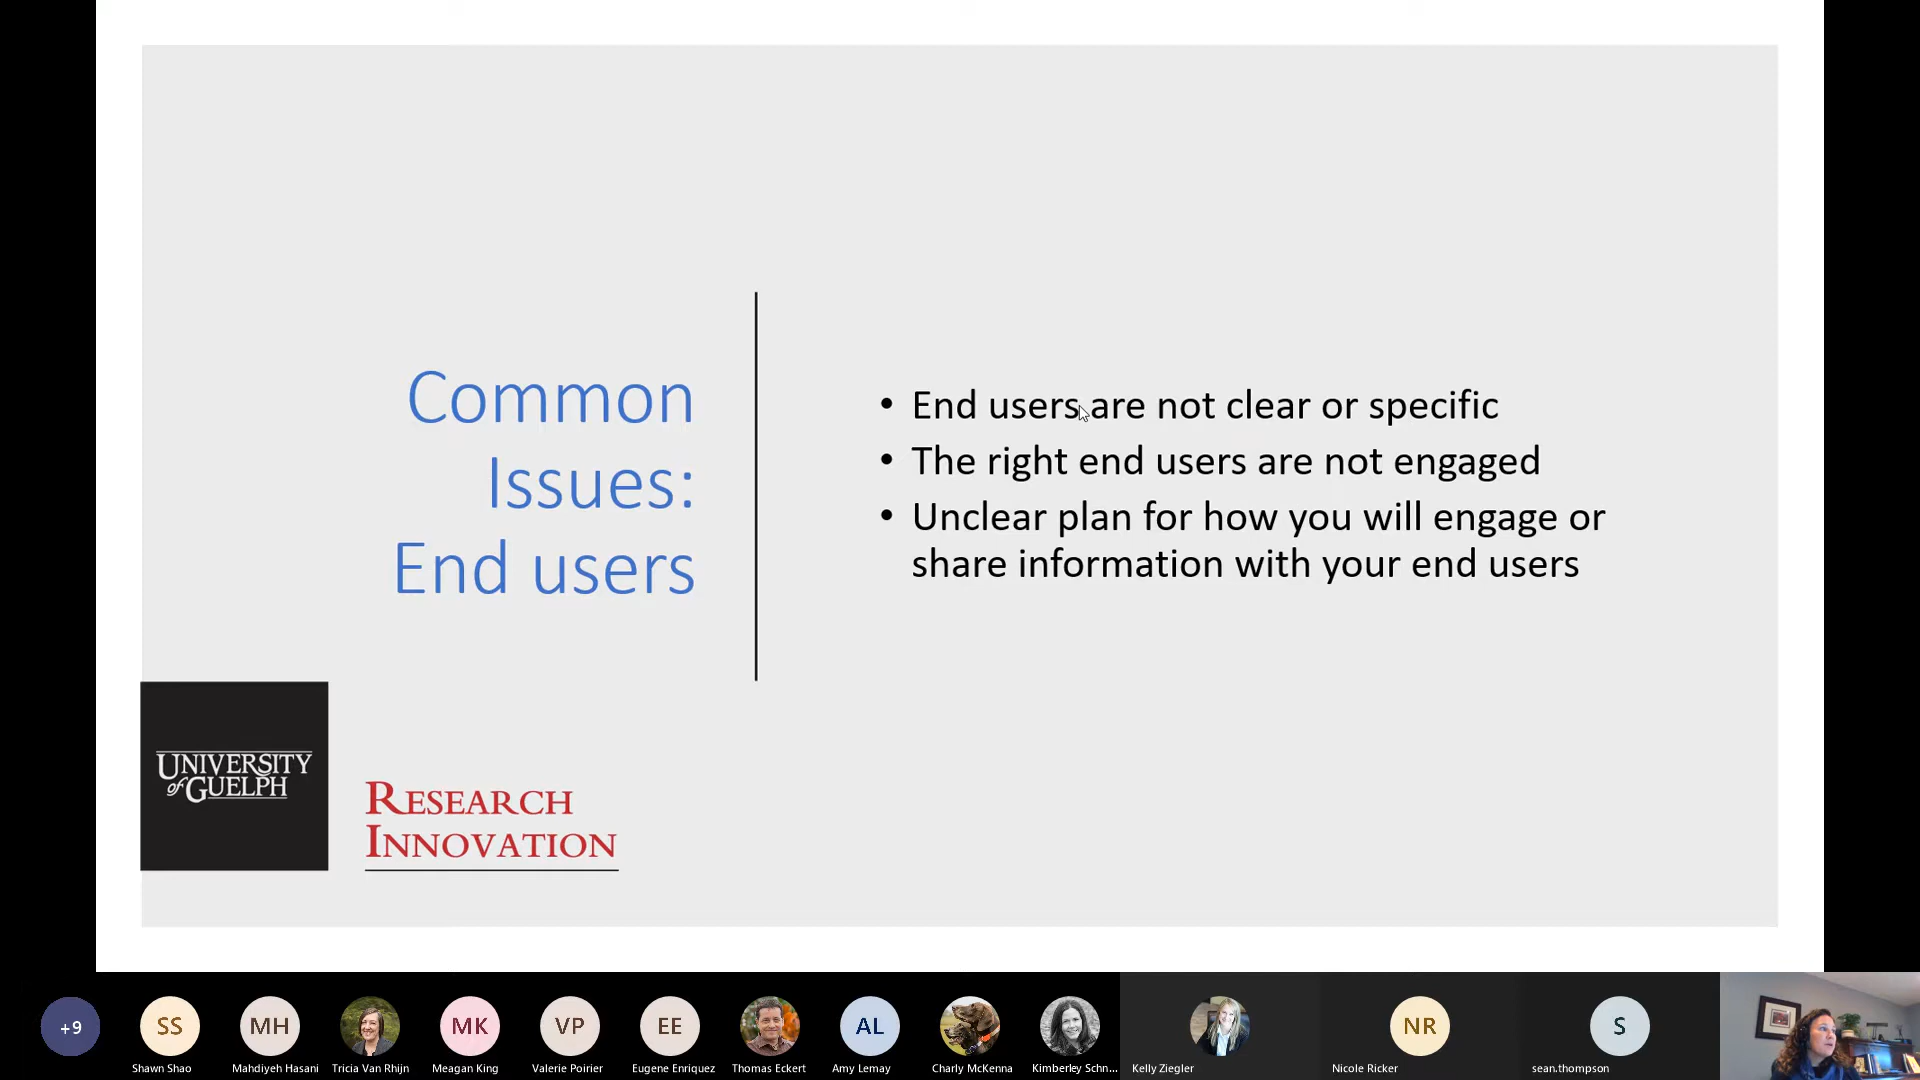 Common
Issues:
End users
• End users are not clear or specific
• The right end users are not engaged
• Unclear plan for how you will engage or
share information with your end users
UNIVERSITY
of GUELPH
RESEARCH
INNOVATION
+9
SS
MH
MK
VP
EE
AL
NR
S
Shawn Shao
Mahdiyeh Hasani
Tricia Van Rhijn
Meagan King
Valerie Poirier
Eugene Enriquez
Thomas Eckert
Amy Lemay
Charly McKenna
Kimberley Schn...
Kelly Ziegler
Nicole Ricker
sean.thompson